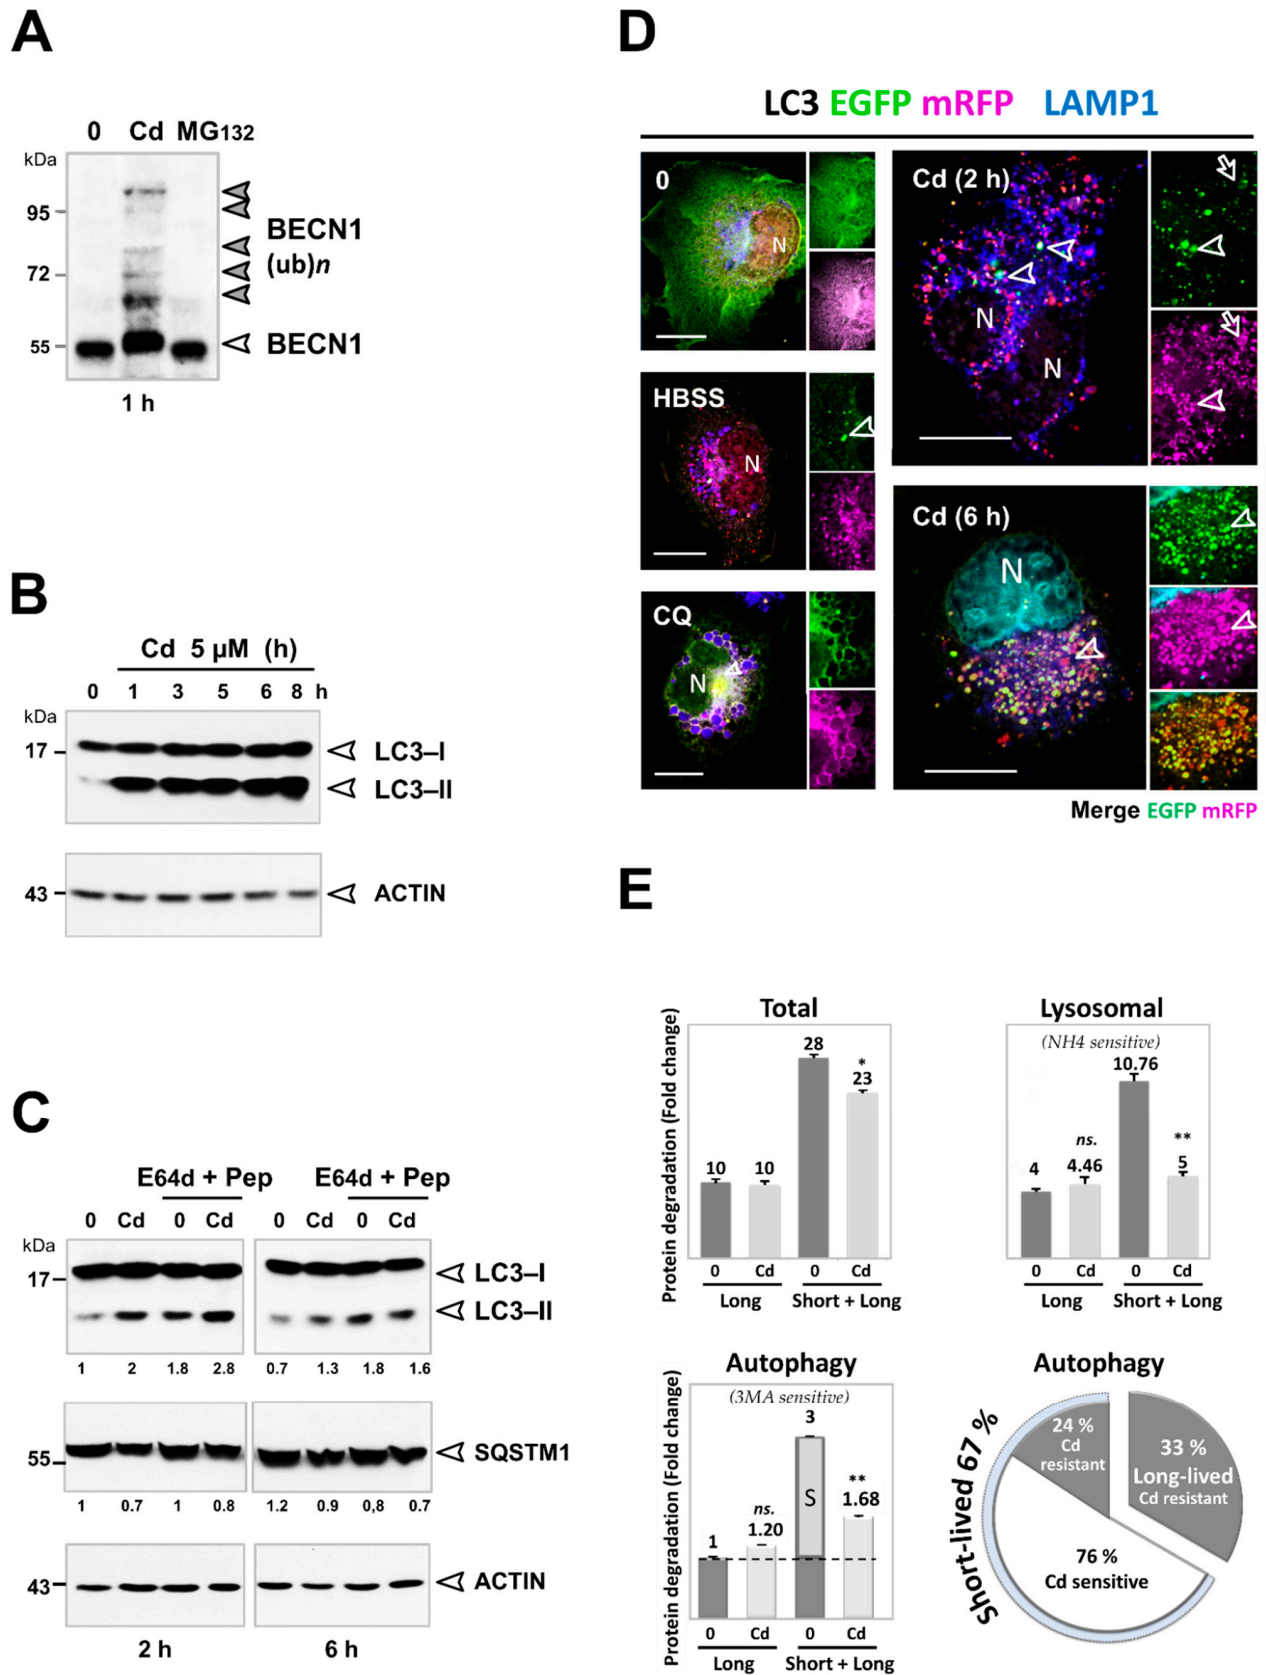 A
0 Cd MG132
kDa
95
72
55
BECN1
(ub)n
BECN1
1 h
B
Cd 5 µM (h)
0 1 3 5 6 8 h
kDa
17
LC3–I
LC3–II
43
ACTIN
C
E64d + Pep E64d + Pep
0 Cd 0 Cd 0 Cd 0 Cd
kDa
17
LC3–I
LC3–II
1 2 1.8 2.8 0.7 1.3 1.8 1.6
55
SQSTM1
1 0.7 1 0.8 1.2 0.9 0,8 0.7
43
ACTIN
2 h 6 h
D
LC3 EGFP mRFP LAMP1
0
N
HBSS
N
CQ
N
Cd (2 h)
N
N
Cd (6 h)
N
Merge EGFP mRFP
E
Total
Protein degradation (Fold change)
28
*
23
10 10
0 Cd 0 Cd
Long Short + Long
Lysosomal
(NH4 sensitive)
10.76
ns.
**
4 4.46 5
0 Cd 0 Cd
Long Short + Long
Autophagy
Protein degradation (Fold change)
(3MA sensitive)
3
ns.
**
1 1.20 S 1.68
0 Cd 0 Cd
Long Short + Long
Autophagy
Short-lived 67 %
24 %
Cd
resistant
33 %
Long-lived
Cd resistant
76 %
Cd sensitive